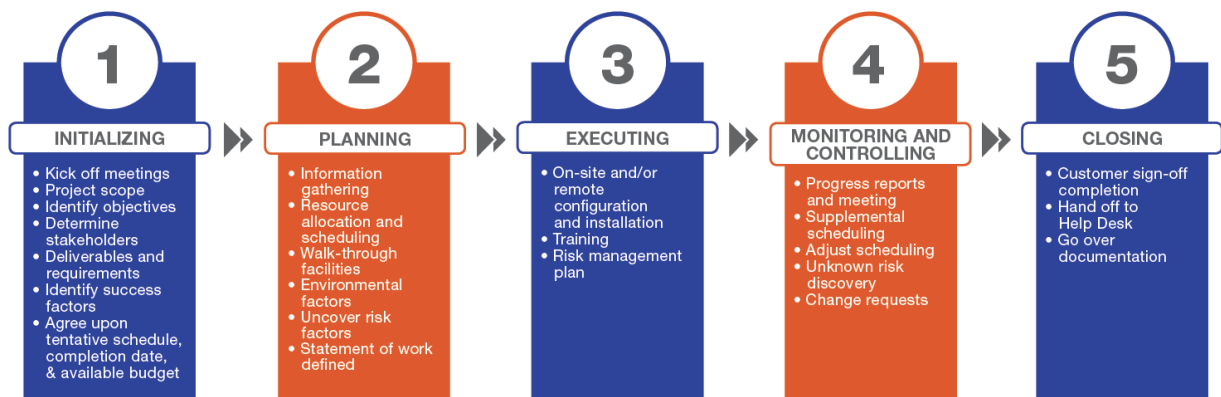 1
INITIALIZING
• Kick off meetings
• Project scope
• Identify objectives
• Determine
stakeholders
• Deliverables and
requirements
• Identify success
factors
• Agree upon
tentative schedule,
completion date,
& available budget
2
PLANNING
• Information
gathering
• Resource
allocation and
scheduling
• Walk-through
facilities
• Environmental
factors
• Uncover risk
factors
• Statement of work
defined
3
EXECUTING
• On-site and/or
remote
configuration
and installation
• Training
• Risk management
plan
4
MONITORING AND
CONTROLLING
• Progress reports
and meeting
• Supplemental
scheduling
• Adjust scheduling
• Unknown risk
discovery
• Change requests
5
CLOSING
• Customer sign-off
completion
• Hand off to
Help Desk
• Go over
documentation